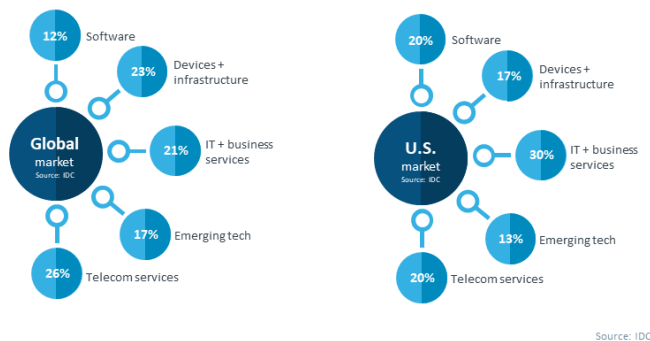 12%
Software
23%
Devices +
infrastructure
Global
market
Source: IDC
21%
IT + business
services
17%
Emerging tech
26%
Telecom services
20%
Software
17%
Devices +
infrastructure
U.S.
market
Source: IDC
30%
IT + business
services
13%
Emerging tech
20%
Telecom services
Source: IDC